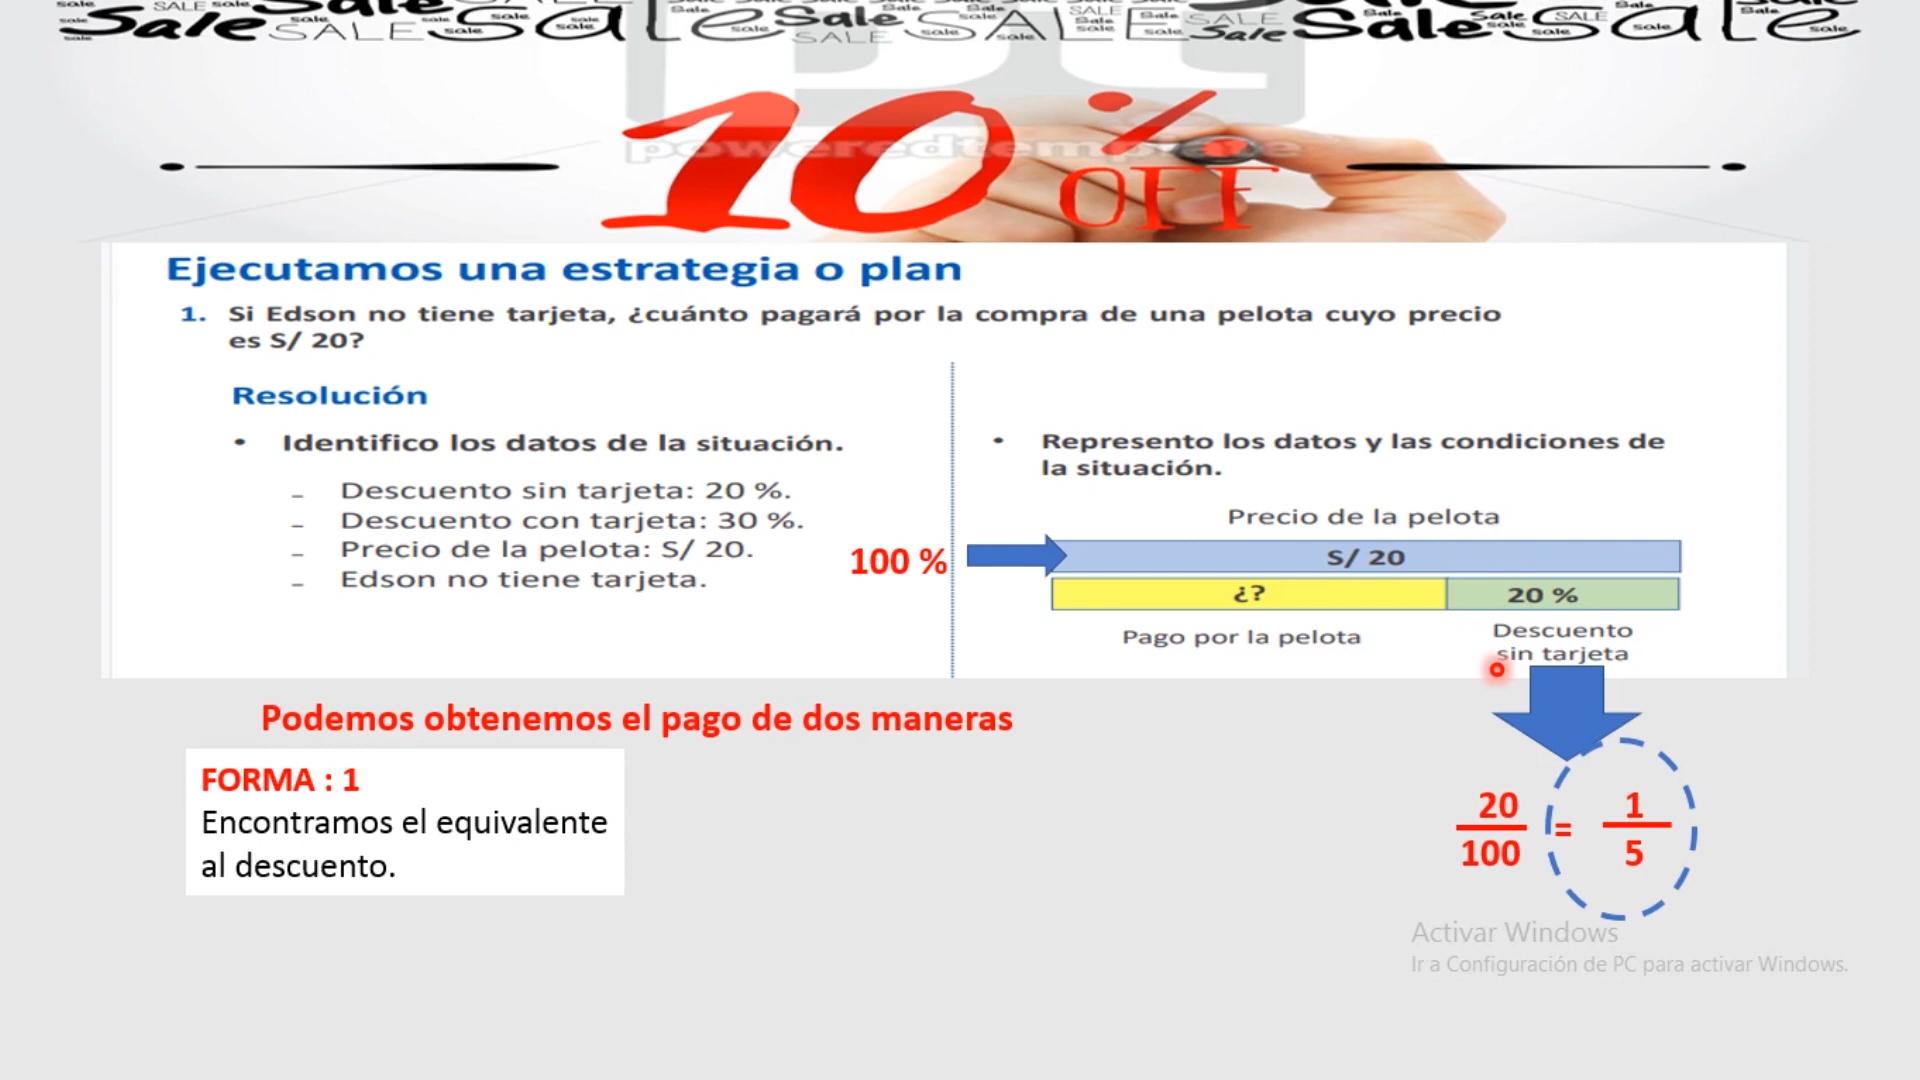 10 % OFF
poweredtemplate
Ejecutamos una estrategia o plan
1. Si Edson no tiene tarjeta, ¿cuánto pagará por la compra de una pelota cuyo precio
es S/ 20?
Resolución
• Identifico los datos de la situación.
– Descuento sin tarjeta: 20 %.
– Descuento con tarjeta: 30 %.
– Precio de la pelota: S/ 20.
– Edson no tiene tarjeta.
• Represento los datos y las condiciones de
la situación.
Precio de la pelota
100 %
S/ 20
¿?
20 %
Pago por la pelota
Descuento
sin tarjeta
Podemos obtenemos el pago de dos maneras
FORMA : 1
Encontramos el equivalente
al descuento.
20
100
=
1
5
Activar Windows
Ir a Configuración de PC para activar Windows.